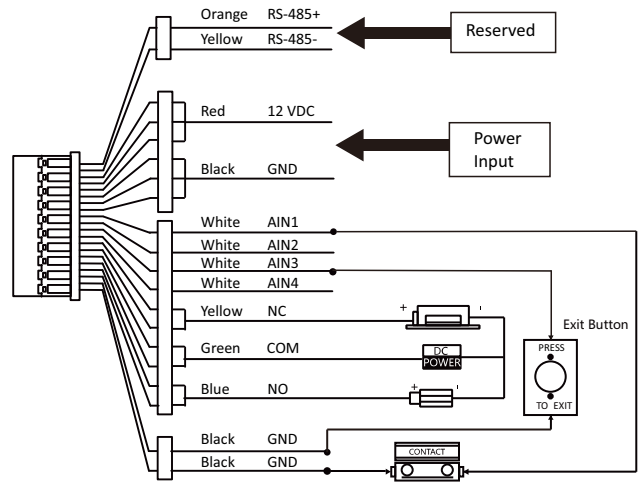 Orange RS-485+
Yellow RS-485-
Reserved
Red 12 VDC
Power
Input
Black GND
White AIN1
White AIN2
White AIN3
White AIN4
Yellow NC
+ -
Green COM
DC
POWER
Blue NO
+ -
Exit Button
PRESS
TO EXIT
Black GND
Black GND
CONTACT